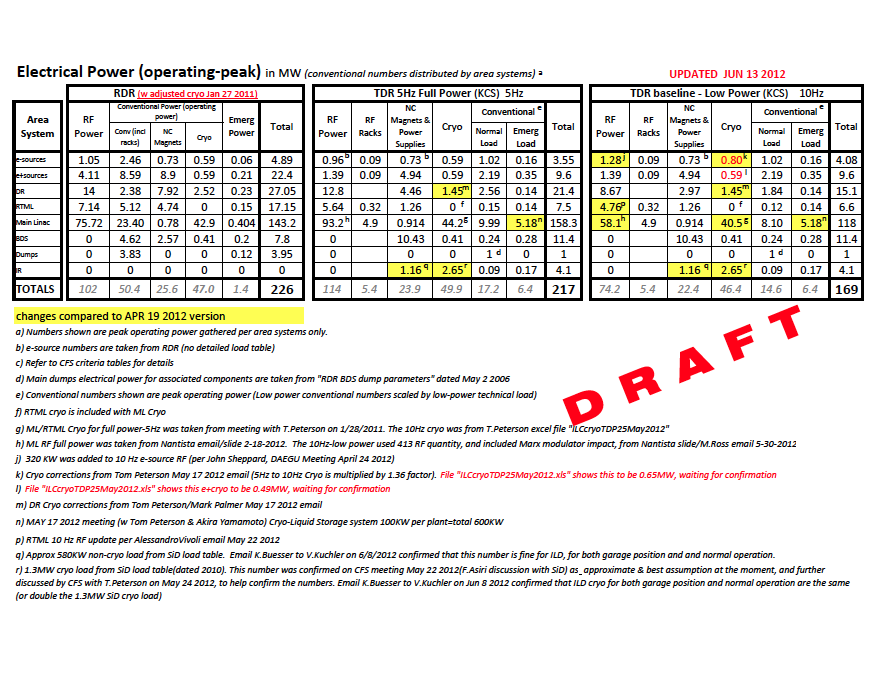 Electrical Power (operating-peak) in MW (conventional numbers distributed by area systems) a
UPDATED JUN 13 2012
RDR (w adjusted cryo Jan 27 2011) TDR 5Hz Full Power (KCS) 5Hz TDR baseline - Low Power (KCS) 10Hz
Area System RF Power Conventional Power (operating power) Conv (incl racks) NC Magnets Cryo Emerg Power Total RF Power RF Racks NC Magnets & Power Supplies Cryo Conventional e Normal Load Emerg Load Total RF Power RF Racks NC Magnets & Power Supplies Cryo Conventional e Normal Load Emerg Load Total
e-sources 1.05 2.46 0.73 0.59 0.06 4.89 0.96 b 0.09 0.73 b 0.59 1.02 0.16 3.55 1.28 j 0.09 0.73 b 0.80 k 1.02 0.16 4.08
e+sources 4.11 8.59 8.9 0.59 0.21 22.4 1.39 0.09 4.94 0.59 2.19 0.35 9.6 1.39 0.09 4.94 0.59 l 2.19 0.35 9.6
DR 14 2.38 7.92 2.52 0.23 27.05 12.8 4.46 1.45 m 2.56 0.14 21.4 8.67 2.97 1.45 m 1.84 0.14 15.1
RTML 7.14 5.12 4.74 0 0.15 17.15 5.64 0.32 1.26 0 f 0.15 0.14 7.5 4.76 p 0.32 1.26 0 f 0.12 0.14 6.6
Main Linac 75.72 23.40 0.78 42.9 0.404 143.2 93.2 h 4.9 0.914 44.2 g 9.99 5.18 n 158.3 58.1 h 4.9 0.914 40.5 g 8.10 5.18 n 118
BDS 0 4.62 2.57 0.41 0.2 7.8 0 10.43 0.41 0.24 0.28 11.4 0 10.43 0.41 0.24 0.28 11.4
Dumps 0 3.83 0 0 0.12 3.95 0 0 0 1 d 0 1 0 0 0 1 d 0 1
IR 0 0 0 0 0 0 0 1.16 q 2.65 r 0.09 0.17 4.1 0 1.16 q 2.65 r 0.09 0.17 4.1
TOTALS 102 50.4 25.6 47.0 1.4 226 114 5.4 23.9 49.9 17.2 6.4 217 74.2 5.4 22.4 46.4 14.6 6.4 169
changes compared to APR 19 2012 version
a) Numbers shown are peak operating power gathered per area systems only.
b) e-source numbers are taken from RDR (no detailed load table)
c) Refer to CFS criteria tables for details
d) Main dumps electrical power for associated components are taken from "RDR BDS dump parameters" dated May 2 2006
e) Conventional numbers shown are peak operating power (Low power conventional numbers scaled by low-power technical load)
f) RTML cryo is included with ML Cryo
g) ML/RTML Cryo for full power-5Hz was taken from meeting with T.Peterson on 1/28/2011. The 10Hz cryo was from T.Peterson excel file "ILCcryoTDP25May2012"
h) ML RF full power was taken from Nantista email/slide 2-18-2012. The 10Hz-low power used 413 RF quantity, and included Marx modulator impact, from Nantista slide/M.Ross email 5-30-2012
j) 320 KW was added to 10 Hz e-source RF (per John Sheppard, DAEGU Meeting April 24 2012)
k) Cryo corrections from Tom Peterson May 17 2012 email (5Hz to 10Hz Cryo is multiplied by 1.36 factor). File "ILCcryoTDP25May2012.xls" shows this to be 0.65MW, waiting for confirmation
l) File "ILCcryoTDP25May2012.xls" shows this e+cryo to be 0.49MW, waiting for confirmation
m) DR Cryo corrections from Tom Peterson/Mark Palmer May 17 2012 email
n) MAY 17 2012 meeting (w Tom Peterson & Akira Yamamoto) Cryo-Liquid Storage system 100KW per plant=total 600KW
p) RTML 10 Hz RF update per AlessandroVivoli email May 22 2012
q) Approx 580KW non-cryo load from SiD load table. Email K.Buesser to V.Kuchler on 6/8/2012 confirmed that this number is fine for ILD, for both garage position and and normal operation.
r) 1.3MW cryo load from SiD load table(dated 2010). This number was confirmed on CFS meeting May 22 2012(F.Asiri discussion with SiD) as_approximate & best assumption at the moment, and further
discussed by CFS with T.Peterson on May 24 2012, to help confirm the numbers. Email K.Buesser to V.Kuchler on Jun 8 2012 confirmed that ILD cryo for both garage position and normal operation are the same
(or double the 1.3MW SiD cryo load)
DRAFT